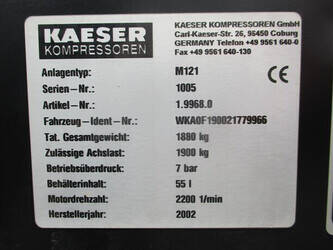 KAESER
KOMPRESSOREN
KAESER KOMPRESSOREN GmbH
Carl-Kaeser-Str. 26, 96450 Coburg
GERMANY Telefon +49 9561 640-0
Fax +49 9561 640-130
Anlagentyp: M121
Serien-Nr.: 1005
Artikel-Nr.: 1.9968.0
Fahrzeug-Ident-Nr.: WKA0F190021779966
Tat. Gesamtgewicht: 1880 kg
Zulässige Achslast: 1900 kg
Betriebsüberdruck: 7 bar
Behälterinhalt: 55 l
Motordrehzahl: 2200 1/min
Herstellerjahr: 2002
CE